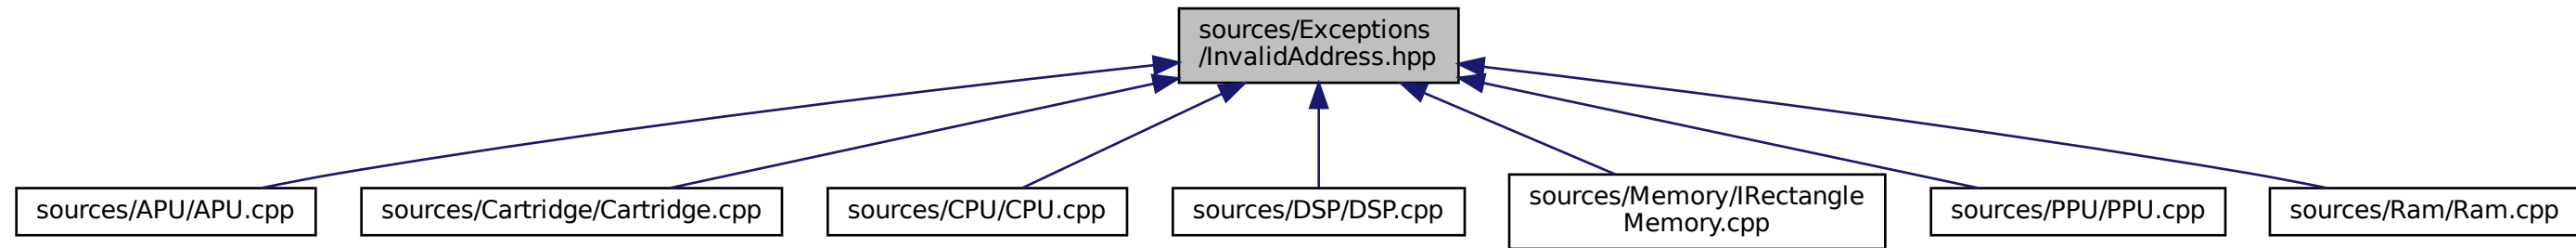 sources/Exceptions
/InvalidAddress.hpp
sources/APU/APU.cpp
sources/Cartridge/Cartridge.cpp
sources/CPU/CPU.cpp
sources/DSP/DSP.cpp
sources/Memory/IRectangle
Memory.cpp
sources/PPU/PPU.cpp
sources/Ram/Ram.cpp